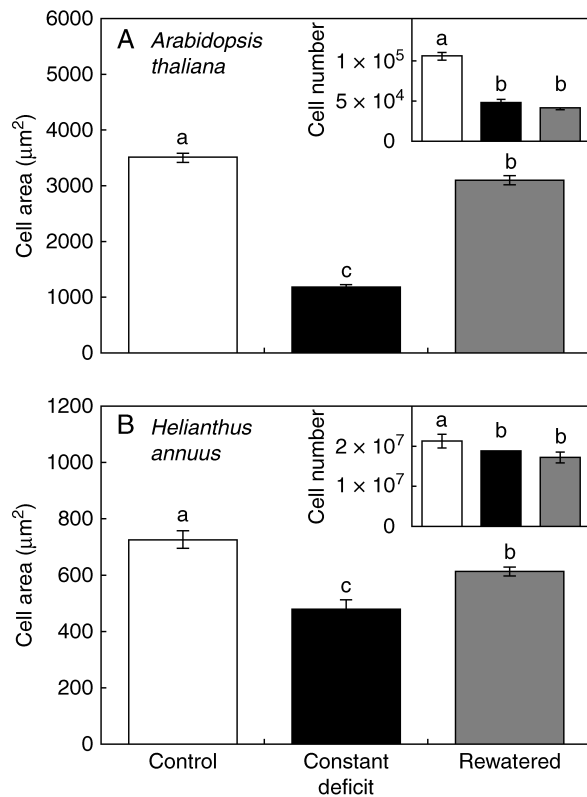 A Arabidopsis
thaliana
Cell area (µm²)
6000
5000
4000
3000
2000
1000
0
a
c
b
Cell number
1 × 10⁵
5 × 10⁴
0
a
b
b
B Helianthus
annuus
Cell area (µm²)
1200
1000
800
600
400
200
0
a
c
b
Cell number
2 × 10⁷
1 × 10⁷
0
a
b
b
Control
Constant
deficit
Rewatered